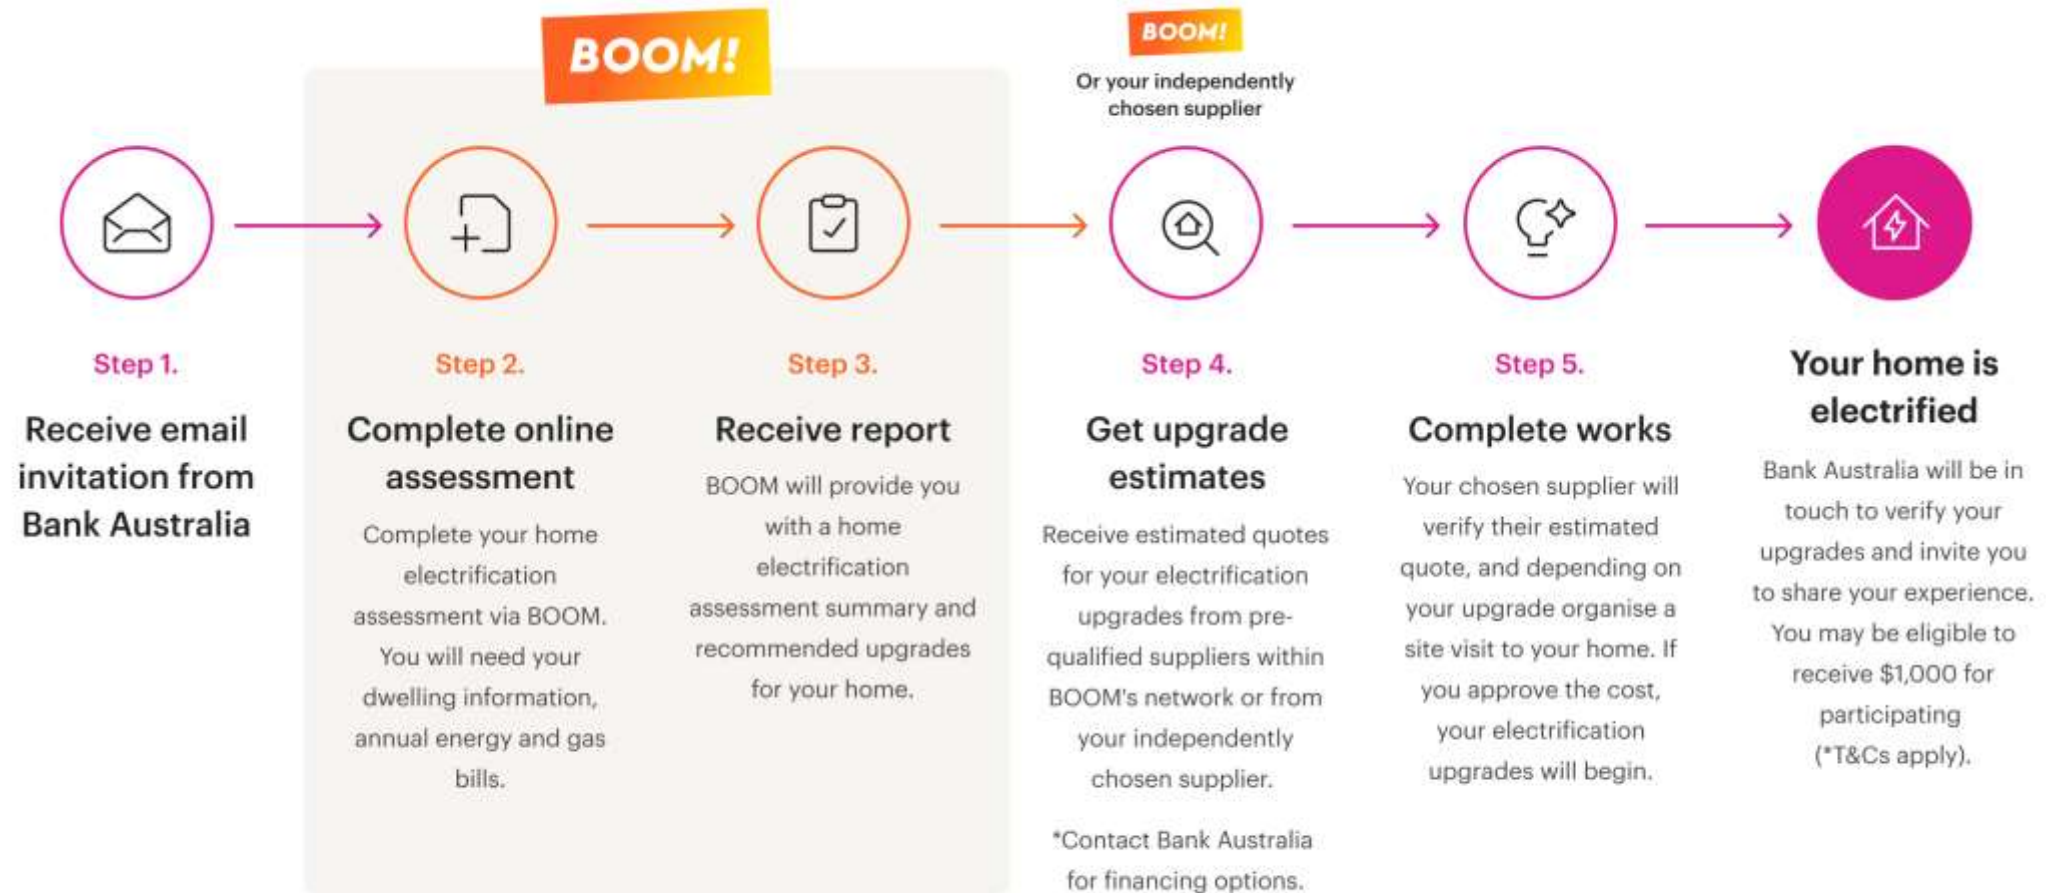 BOOM!
BOOM!
Or your independently
chosen supplier
Step 1.
Receive email
invitation from
Bank Australia
Step 2.
Complete online
assessment
Complete your home
electrification
assessment via BOOM.
You will need your
dwelling information,
annual energy and gas
bills.
Step 3.
Receive report
BOOM will provide you
with a home
electrification
assessment summary and
recommended upgrades
for your home.
Step 4.
Get upgrade
estimates
Receive estimated quotes
for your electrification
upgrades from pre-
qualified suppliers within
BOOM's network or from
your independently
chosen supplier.
*Contact Bank Australia
for financing options.
Step 5.
Complete works
Your chosen supplier will
verify their estimated
quote, and depending on
your upgrade organise a
site visit to your home. If
you approve the cost,
your electrification
upgrades will begin.
Your home is
electrified
Bank Australia will be in
touch to verify your
upgrades and invite you
to share your experience.
You may be eligible to
receive $1,000 for
participating
(*T&Cs apply).